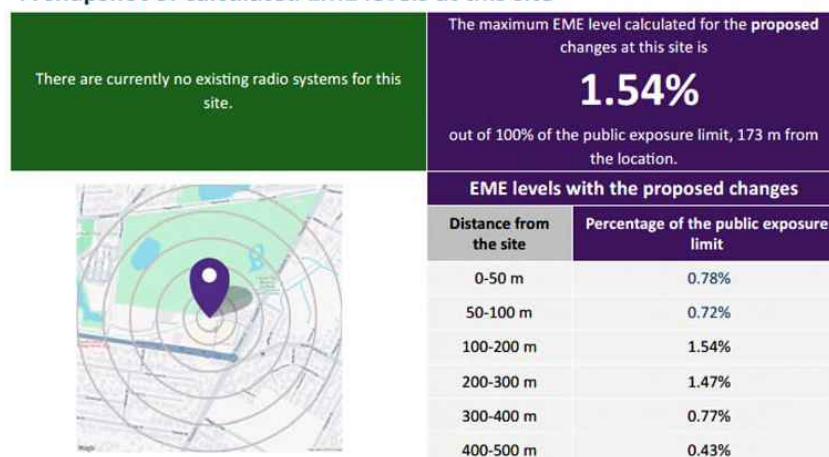 There are currently no existing radio systems for this
site.
The maximum EME level calculated for the proposed
changes at this site is
1.54%
out of 100% of the public exposure limit, 173 m from
the location.
EME levels with the proposed changes
Distance from
the site
Percentage of the public exposure
limit
0-50 m
0.78%
50-100 m
0.72%
100-200 m
1.54%
200-300 m
1.47%
300-400 m
0.77%
400-500 m
0.43%